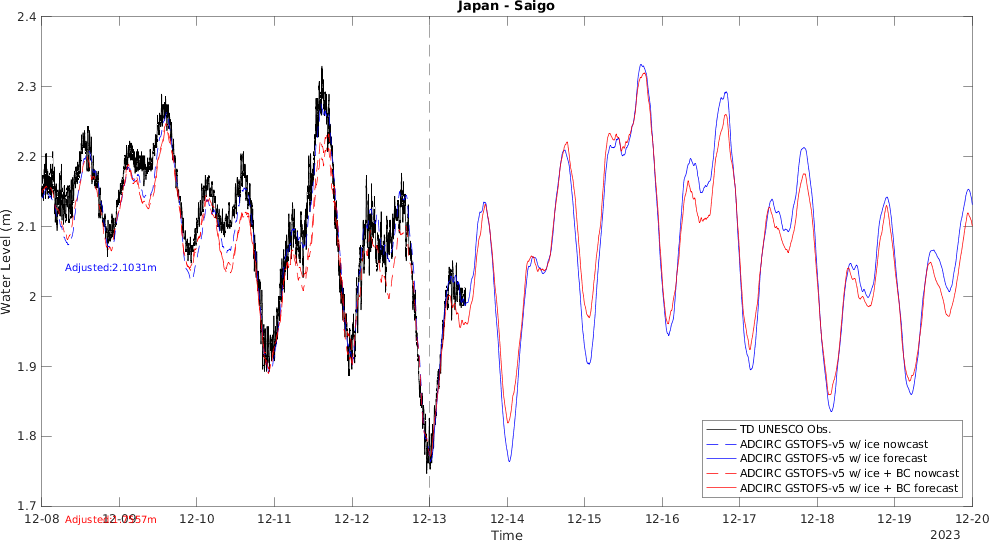 Japan - Saigo
2.4
2.3
2.2
2.1
2
1.9
1.8
1.7
Water Level (m)
Adjusted:2.1031m
TD UNESCO Obs.
ADCIRC GSTOFS-v5 w/ ice nowcast
ADCIRC GSTOFS-v5 w/ ice forecast
ADCIRC GSTOFS-v5 w/ ice + BC nowcast
ADCIRC GSTOFS-v5 w/ ice + BC forecast
12-08 12-09 12-10 12-11 12-12 12-13 12-14 12-15 12-16 12-17 12-18 12-19 12-20
Time
2023